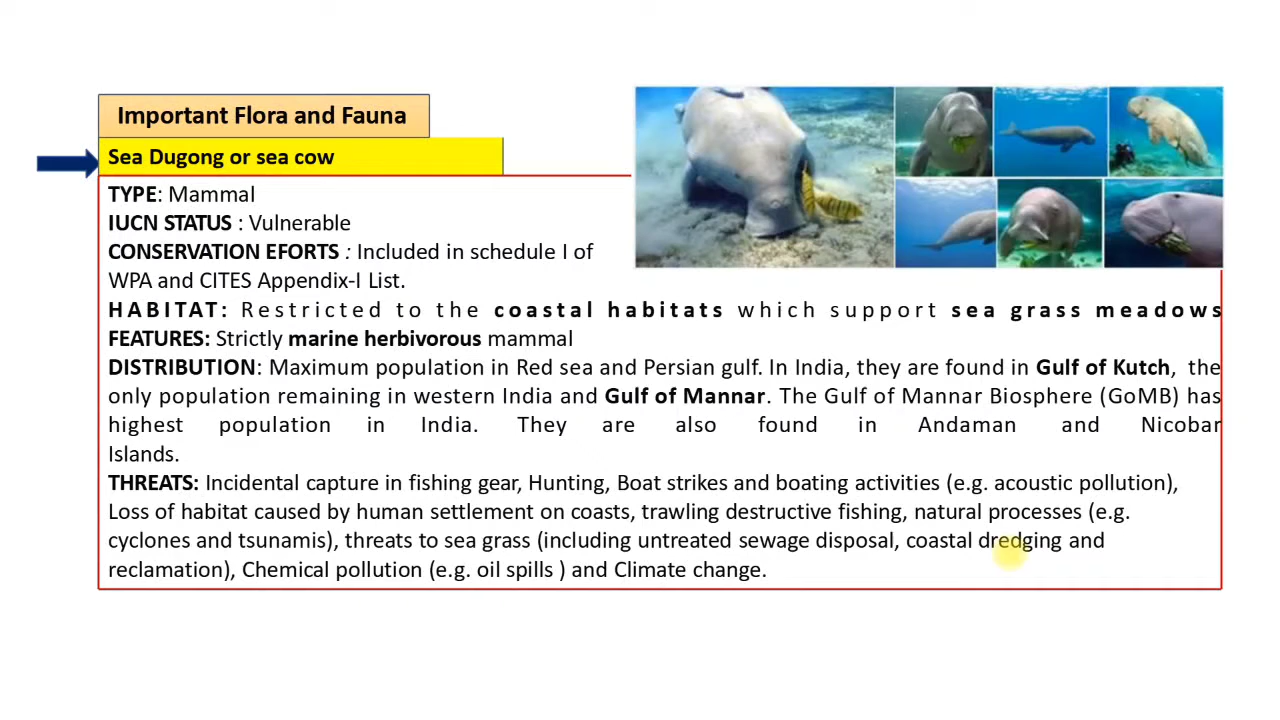 Important Flora and Fauna
Sea Dugong or sea cow
TYPE: Mammal
IUCN STATUS : Vulnerable
CONSERVATION EFORTS : Included in schedule I of
WPA and CITES Appendix-I List.
HABITAT: Restricted to the coastal habitats which support sea grass meadows
FEATURES: Strictly marine herbivorous mammal
DISTRIBUTION: Maximum population in Red sea and Persian gulf. In India, they are found in Gulf of Kutch, the
only population remaining in western India and Gulf of Mannar. The Gulf of Mannar Biosphere (GoMB) has
highest population in India. They are also found in Andaman and Nicobar
Islands.
THREATS: Incidental capture in fishing gear, Hunting, Boat strikes and boating activities (e.g. acoustic pollution),
Loss of habitat caused by human settlement on coasts, trawling destructive fishing, natural processes (e.g.
cyclones and tsunamis), threats to sea grass (including untreated sewage disposal, coastal dredging and
reclamation), Chemical pollution (e.g. oil spills ) and Climate change.